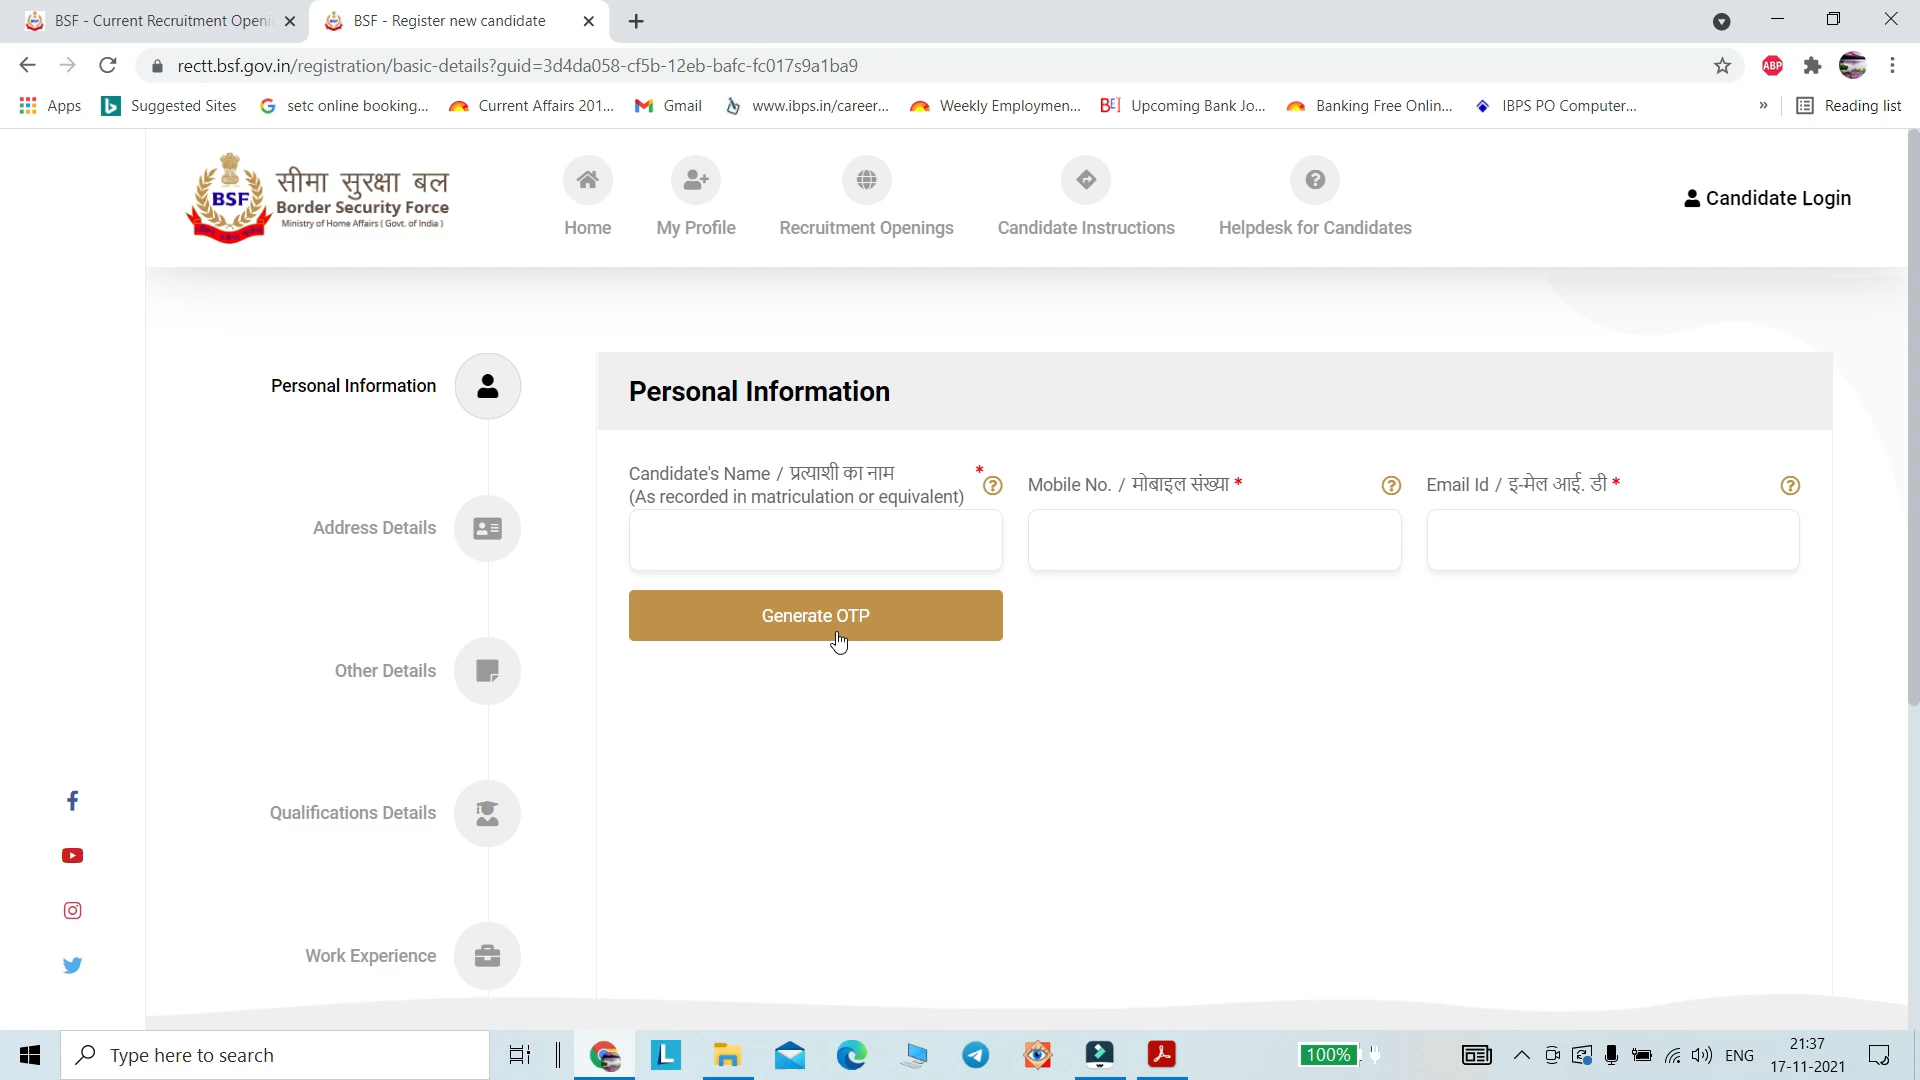 BSF - Current Recruitment Openi
BSF - Register new candidate
rectt.bsf.gov.in/registration/basic-details?guid=3d4da058-cf5b-12eb-bafc-fc017s9a1ba9
ABP
Apps
Suggested Sites
setc online booking...
Current Affairs 201...
Gmail
www.ibps.in/career...
Weekly Employmen...
BET Upcoming Bank Jo...
Banking Free Onlin...
IBPS PO Computer...
»
Reading list
BSF
सीमा सुरक्षा बल
Border Security Force
Ministry of Home Affairs ( Govt. of India )
Home
My Profile
Recruitment Openings
Candidate Instructions
Helpdesk for Candidates
Candidate Login
Personal Information
Address Details
Other Details
Qualifications Details
Work Experience
Personal Information
Candidate's Name / प्रत्याशी का नाम *
(As recorded in matriculation or equivalent)
Mobile No. / मोबाइल संख्या *
Email Id / इ-मेल आई. डी *
Generate OTP
Type here to search
100%
ENG
21:37
17-11-2021